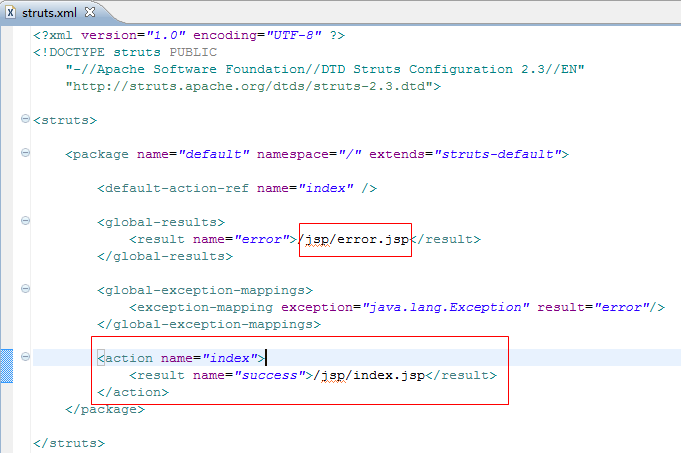 struts.xml
<?xml version="1.0" encoding="UTF-8" ?>
<!DOCTYPE struts PUBLIC
"-//Apache Software Foundation//DTD Struts Configuration 2.3//EN"
"http://struts.apache.org/dtds/struts-2.3.dtd">
<struts>
<package name="default" namespace="/" extends="struts-default">
<default-action-ref name="index" />
<global-results>
<result name="error">/jsp/error.jsp</result>
</global-results>
<global-exception-mappings>
<exception-mapping exception="java.lang.Exception" result="error"/>
</global-exception-mappings>
<action name="index">
<result name="success">/jsp/index.jsp</result>
</action>
</package>
</struts>